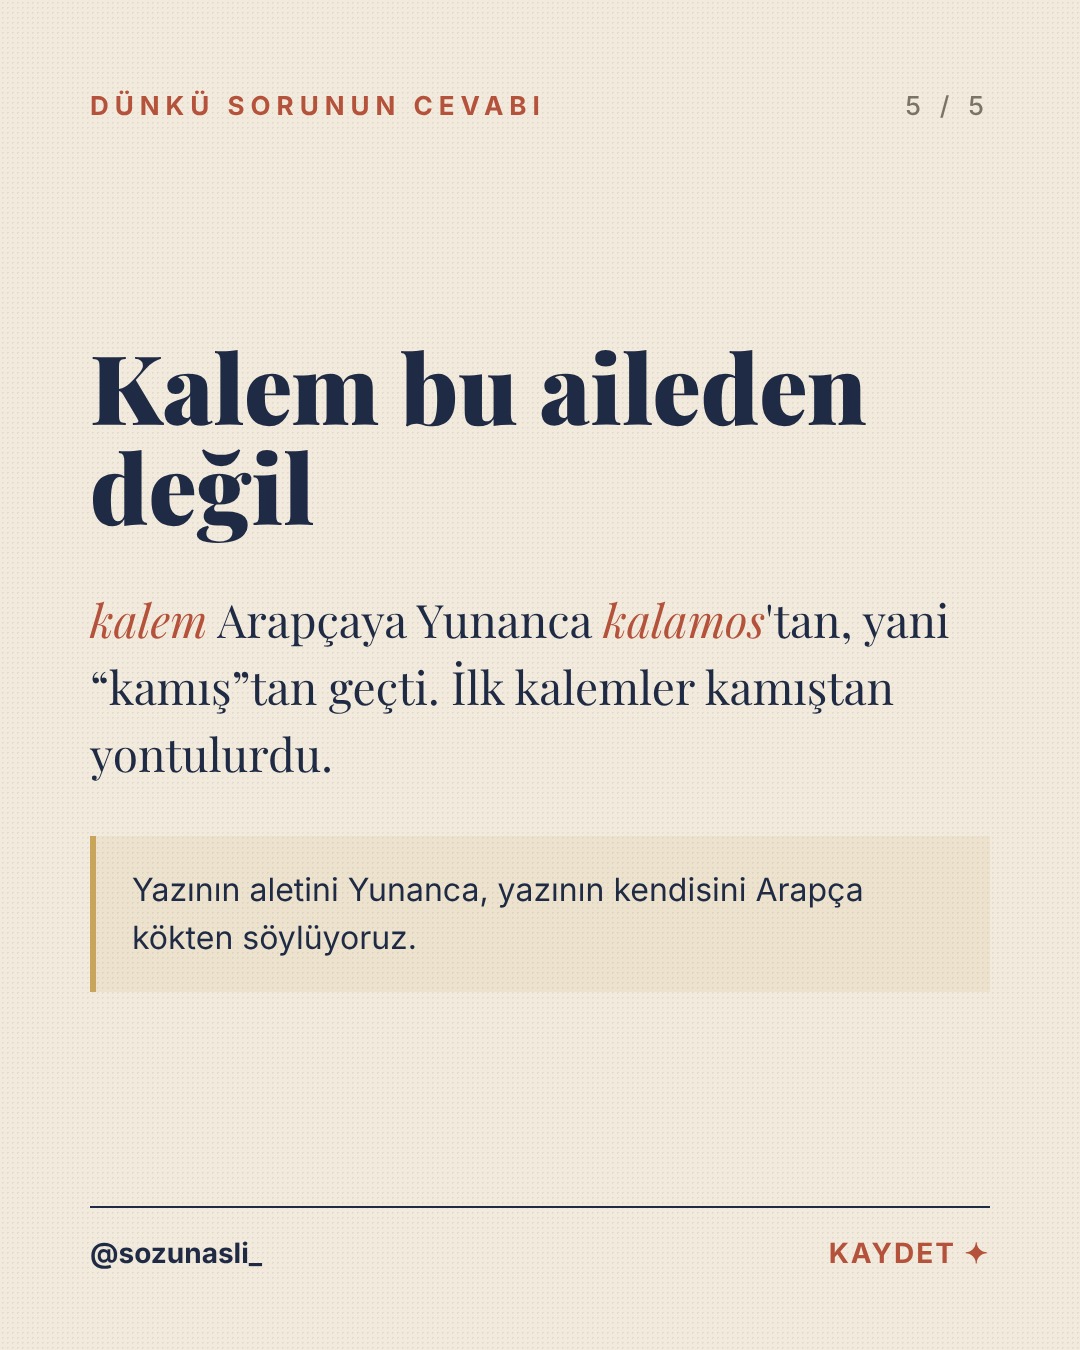 DÜNKÜ SORUNUN CEVABI
5 / 5
Kalem bu aileden
değil
kalem Arapçaya Yunanca kalamos'tan, yani
“kamış”tan geçti. İlk kalemler kamıştan
yontulurdu.
Yazının aletini Yunanca, yazının kendisini Arapça
kökten söylüyoruz.
@sozunasli_
KAYDET ✦